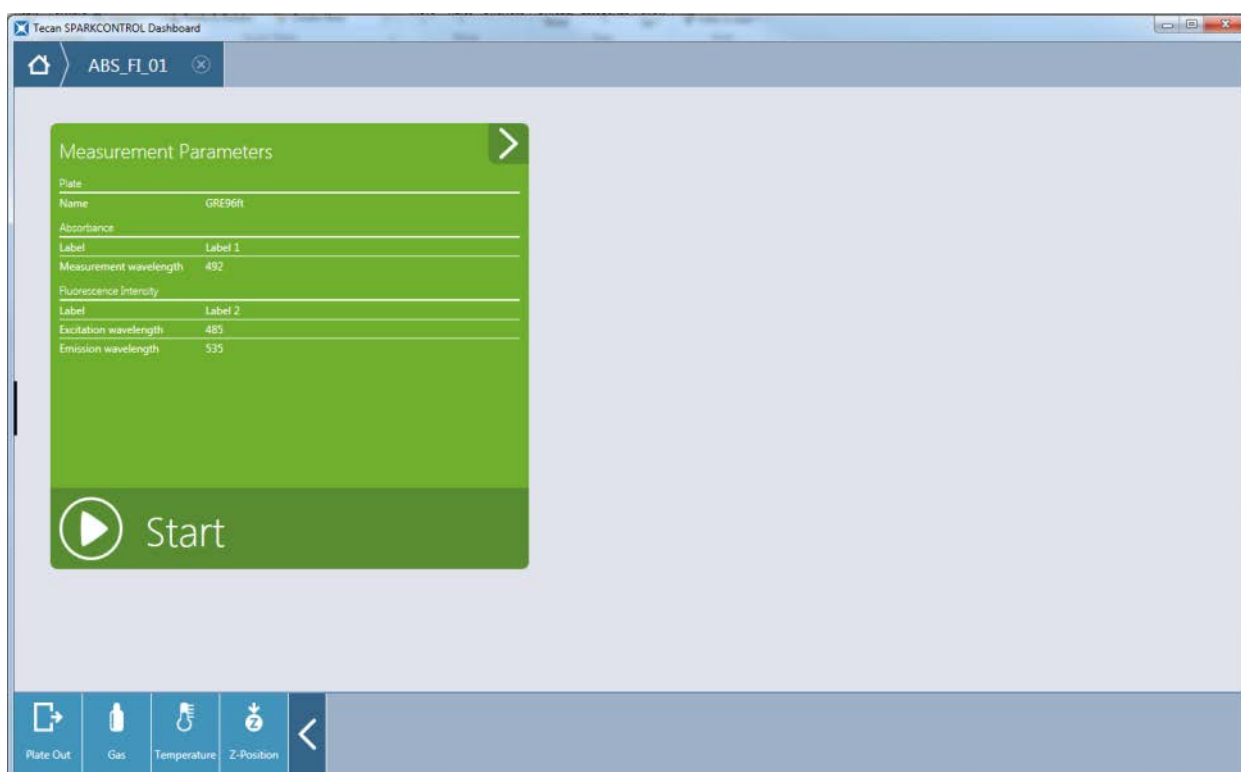 Tecan SPARKCONTROL Dashboard
ABS_FI_01
Measurement Parameters
Plate
Name GRE96ft
Absorbance
Label Label 1
Measurement wavelength 492
Fluorescence Intensity
Label Label 2
Excitation wavelength 485
Emission wavelength 535
Start
Z
Plate Out Gas Temperature Z-Position